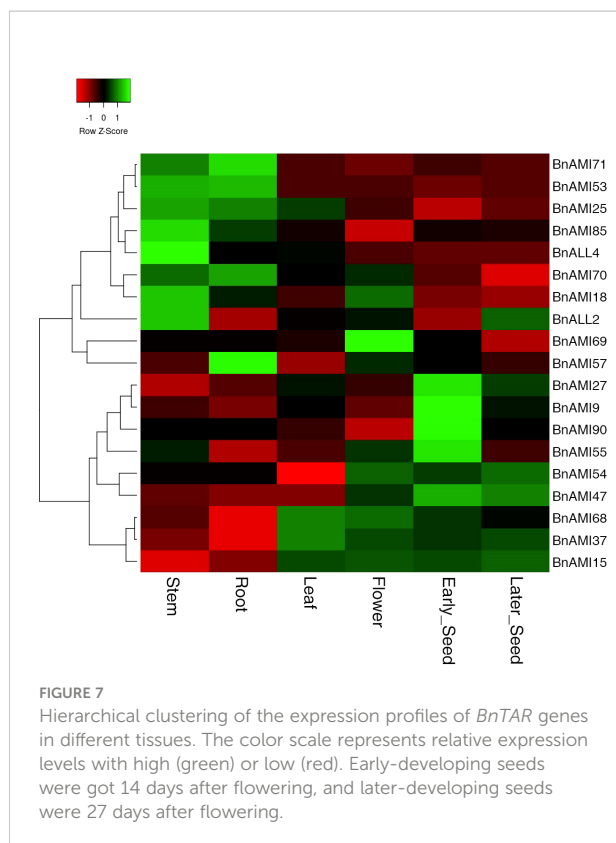 -1 0 1
Row Z-Score
BnAMI71
BnAMI53
BnAMI25
BnAMI85
BnALL4
BnAMI70
BnAMI18
BnALL2
BnAMI69
BnAMI57
BnAMI27
BnAMI9
BnAMI90
BnAMI55
BnAMI54
BnAMI47
BnAMI68
BnAMI37
BnAMI15
Stem
Root
Leaf
Flower
Early_Seed
Later_Seed
FIGURE 7
Hierarchical clustering of the expression profiles of BnTAR genes
in different tissues. The color scale represents relative expression
levels with high (green) or low (red). Early-developing seeds
were got 14 days after flowering, and later-developing seeds
were 27 days after flowering.